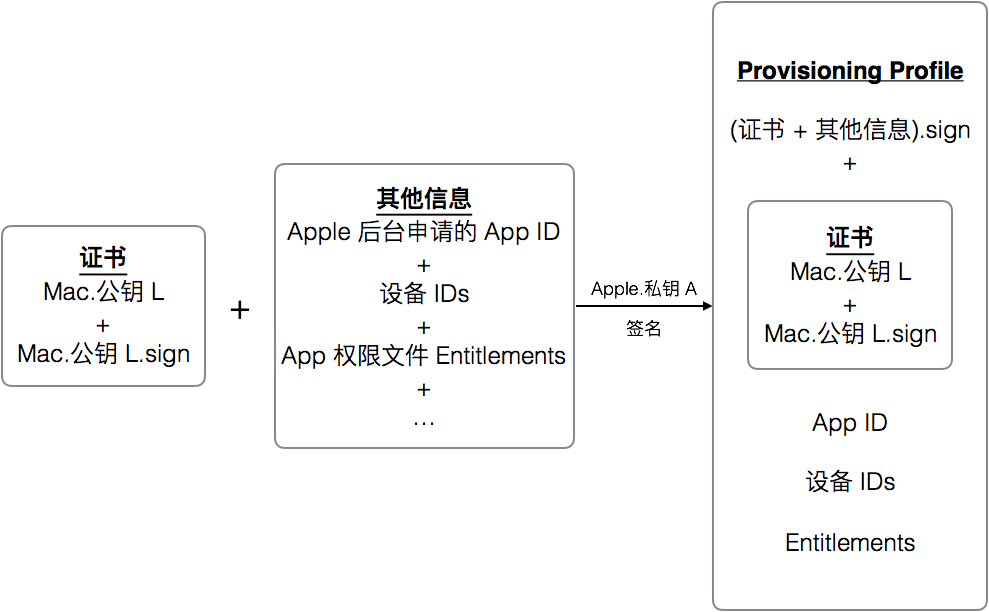 证书
Mac.公钥 L
+
Mac.公钥 L.sign
+
其他信息
Apple 后台申请的 App ID
+
设备 IDs
+
App 权限文件 Entitlements
+
...
Apple.私钥 A
签名
Provisioning Profile
(证书 + 其他信息).sign
+
证书
Mac.公钥 L
+
Mac.公钥 L.sign
App ID
设备 IDs
Entitlements